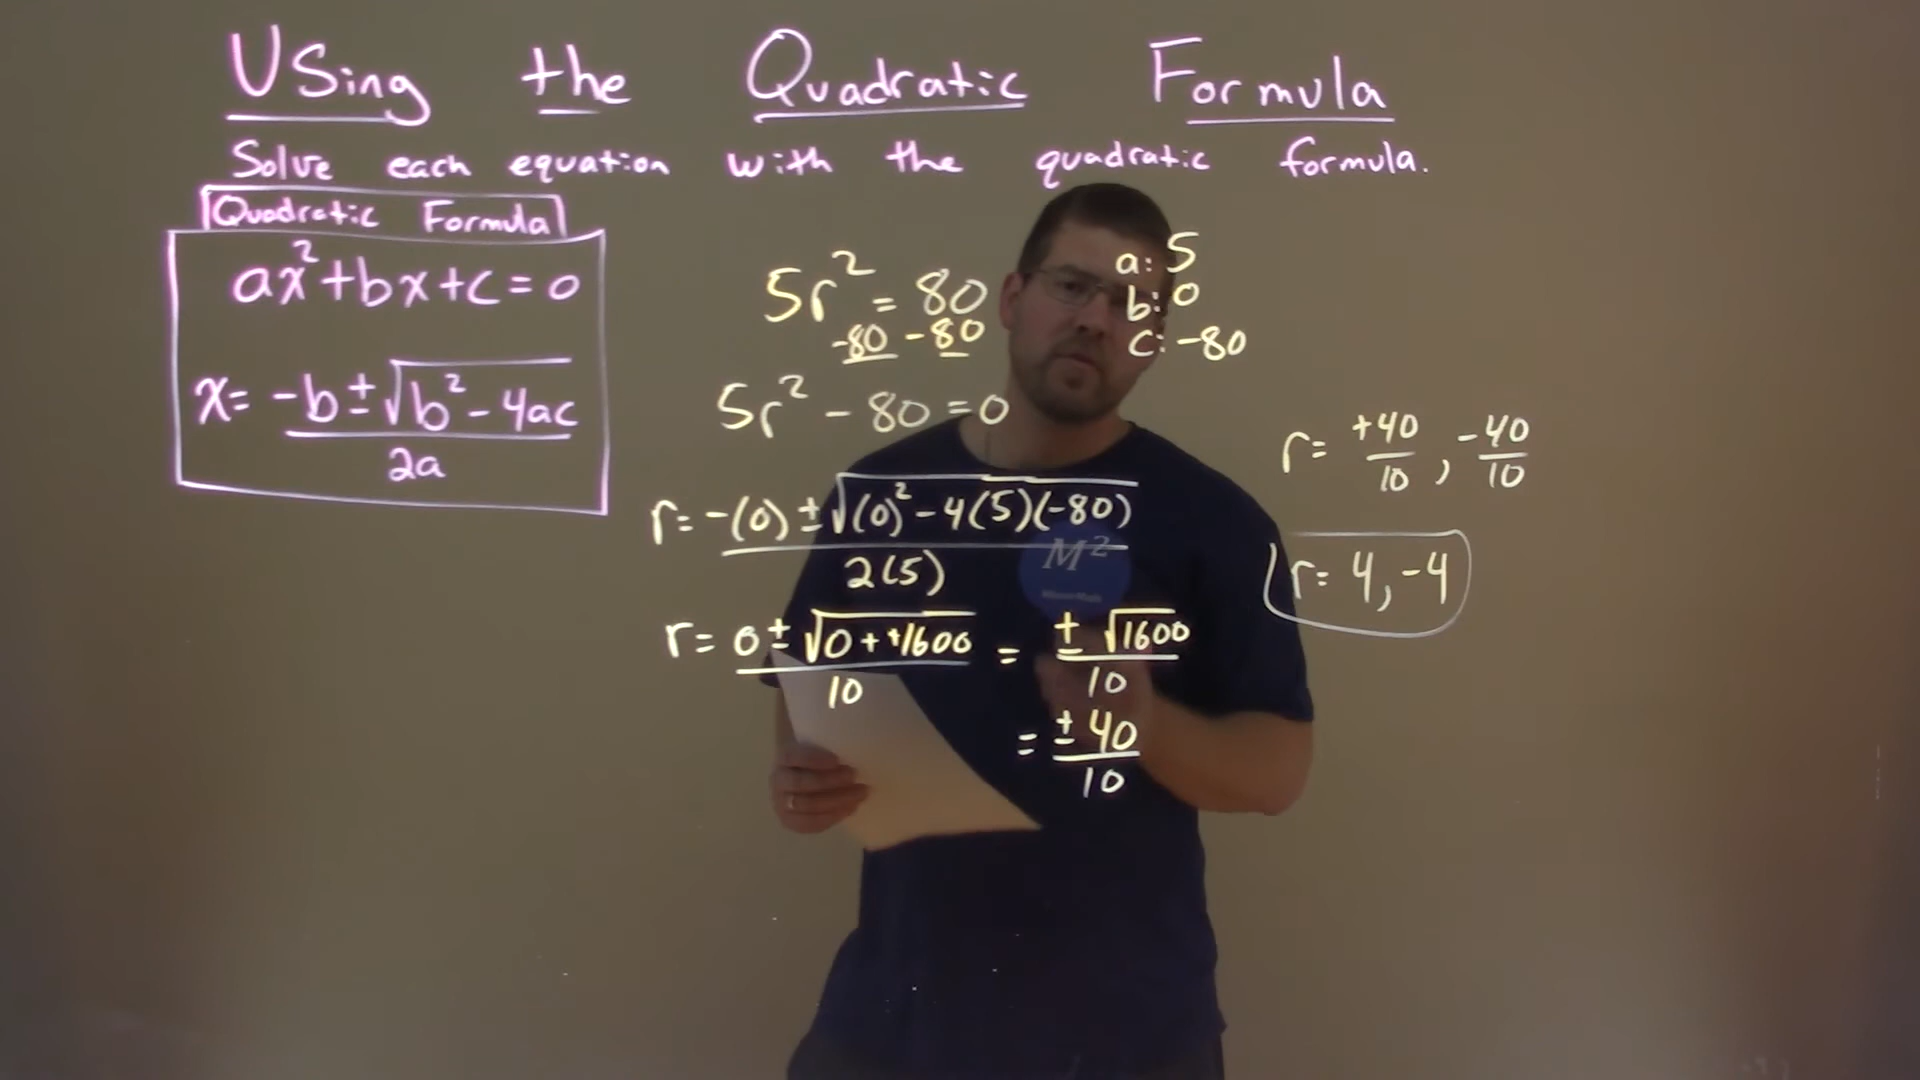 Using the Quadratic Formula
Solve each equation with the quadratic formula.
Quadratic Formula
ax²+bx+c=0
x= -b±√b²-4ac
2a
5r²=80
-80 -80
5r²-80=0
a: 5
b: 0
c: -80
r= -(0)±√(0)²-4(5)(-80)
2(5)
M²
r= 0±√0++1600 = ±√1600
10 10
= ±40
10
r= +40, -40
10 10
r= 4,-4